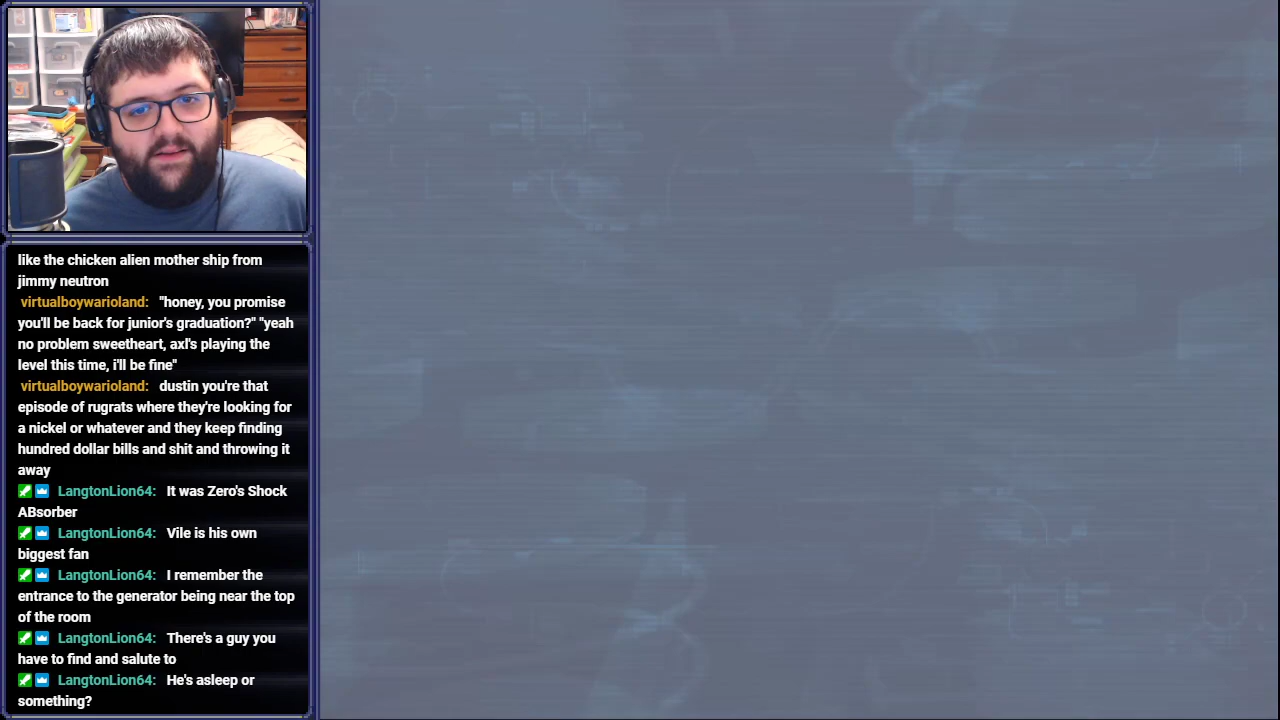 like the chicken alien mother ship from
jimmy neutron
virtualboywarioland: "honey, you promise
you'll be back for junior's graduation?" "yeah
no problem sweetheart, axl's playing the
level this time, i'll be fine"
virtualboywarioland: dustin you're that
episode of rugrats where they're looking for
a nickel or whatever and they keep finding
hundred dollar bills and shit and throwing it
away
LangtonLion64: It was Zero's Shock
ABsorber
LangtonLion64: Vile is his own
biggest fan
LangtonLion64: I remember the
entrance to the generator being near the top
of the room
LangtonLion64: There's a guy you
have to find and salute to
LangtonLion64: He's asleep or
something?